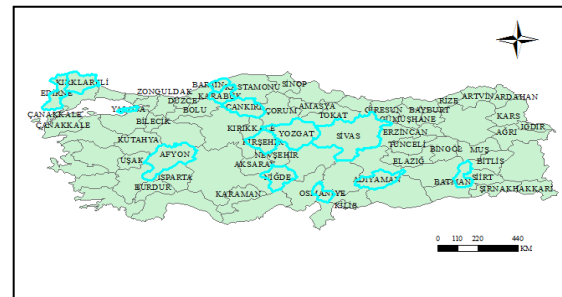 KIRKLARELİ
EDİRNE
ÇANAKKALE
ÇANAKKALE
YALOVA
BİLECİK
KÜTAHYA
UŞAK
AFYON
ISPARTA
BURDUR
ZONGULDAK
DÜZCE
BOLU
BARTIN
KARABÜK
KASTAMONU
SİNOP
ÇANKIRI
ÇORUM
AMASYA
TOKAT
KIRIKKALE
KIRŞEHİR
YOZGAT
SİVAS
NEVŞEHİR
AKSARAY
NİĞDE
KARAMAN
OSMANİYE
KİLİS
ADIYAMAN
GİRESUN
GÜMÜŞHANE
BAYBURT
RİZE
ARTVİN
ARDAHAN
KARS
IĞDIR
AĞRI
ERZİNCAN
TUNCELİ
BİNGÖL
MUŞ
BİTLİS
ELAZIĞ
BATMAN
SİİRT
ŞIRNAK
HAKKARİ
0 110 220 440
KM